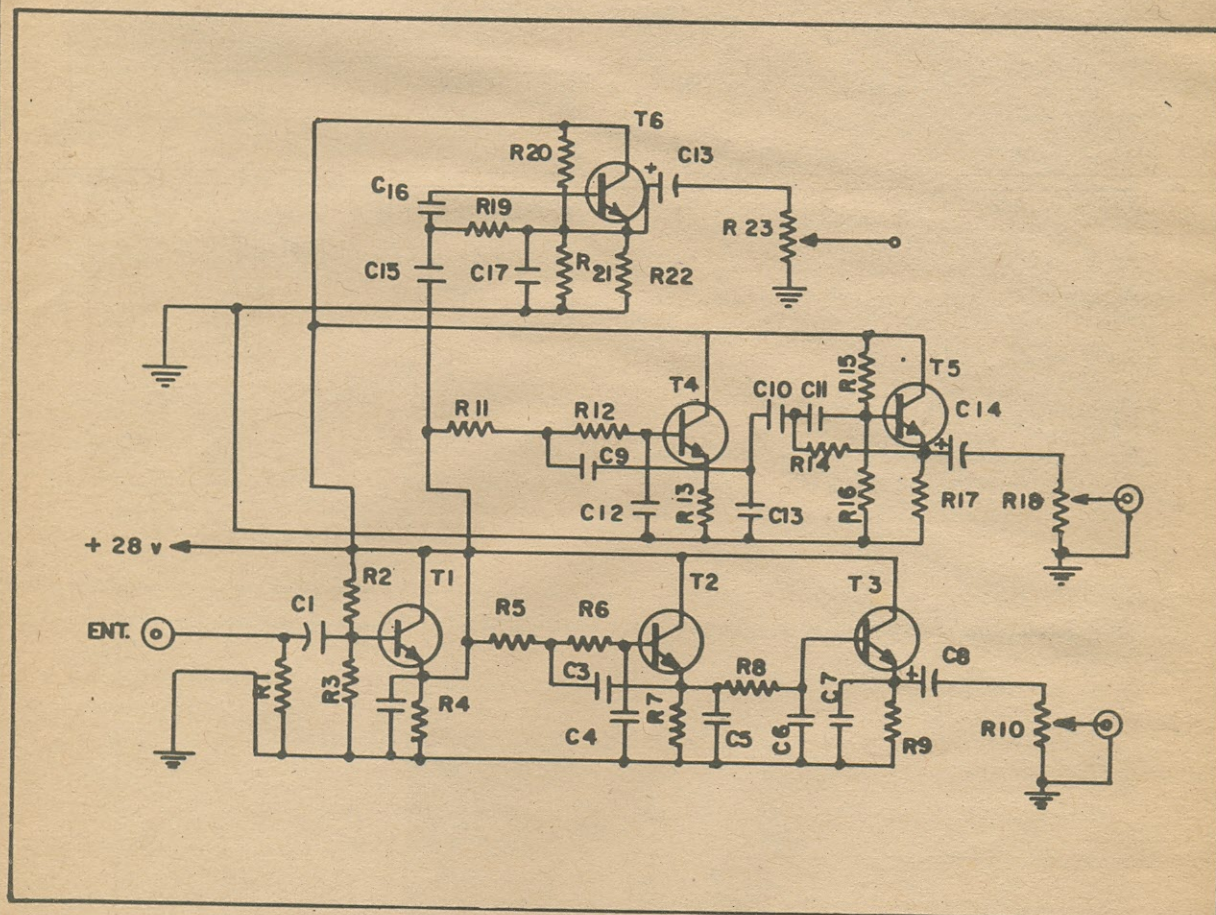 T6
R20
C13
C16
R19
R 23
C15
C17
R21
R22
R15
T5
T4
C10
C11
C14
R11
R12
C9
R14
R13
C12
C13
R16
R17
R18
+ 28 v
R2
T1
T2
T3
C1
R5
R6
ENT.
C8
R8
C3
C7
R1
R3
R4
R7
C4
C5
C6
R9
R10